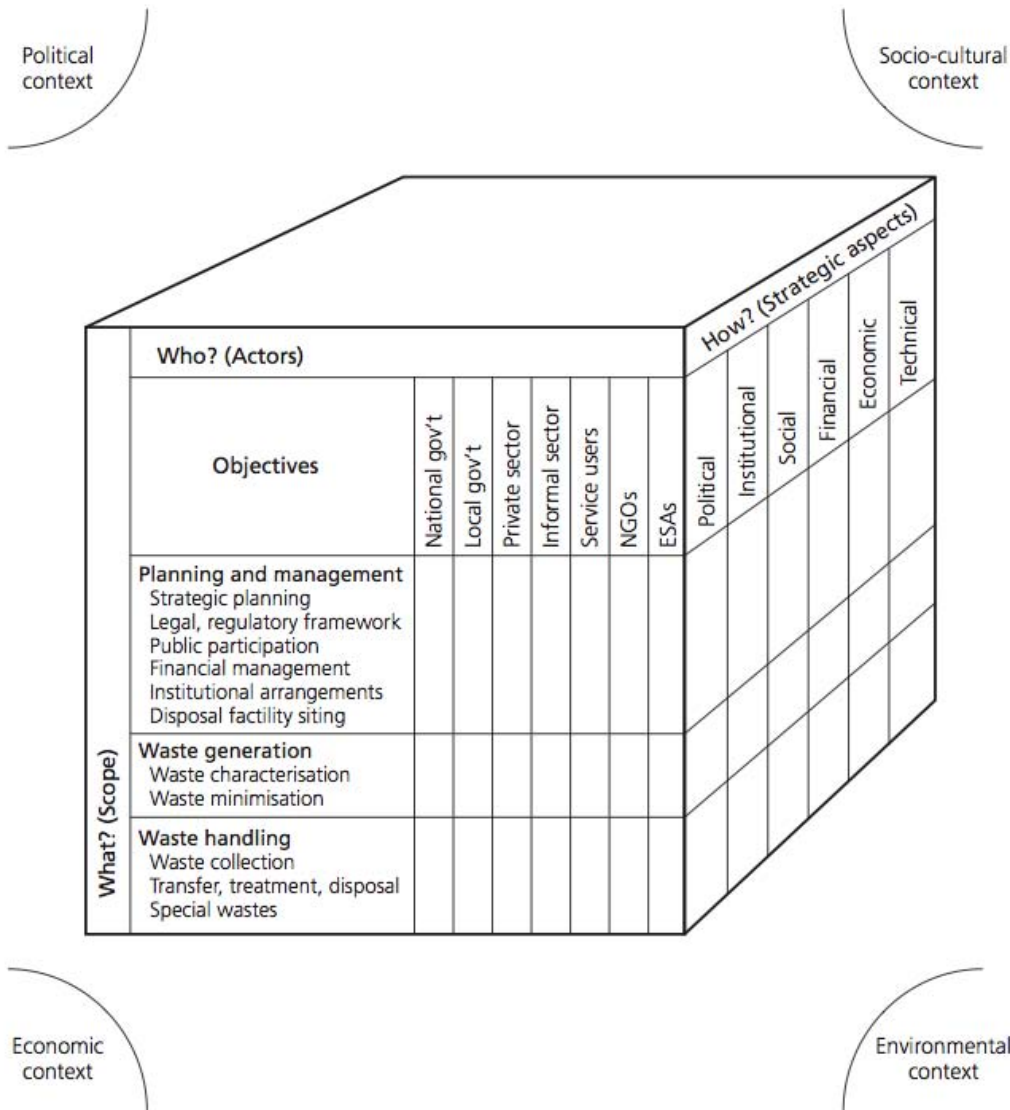 Political
context
Socio-cultural
context
How? (Strategic aspects)
Who? (Actors)
Objectives
National gov't
Local gov't
Private sector
Informal sector
Service users
NGOs
ESAs
Political
Institutional
Social
Financial
Economic
Technical
What? (Scope)
Planning and management
Strategic planning
Legal, regulatory framework
Public participation
Financial management
Institutional arrangements
Disposal factility siting
Waste generation
Waste characterisation
Waste minimisation
Waste handling
Waste collection
Transfer, treatment, disposal
Special wastes
Economic
context
Environmental
context